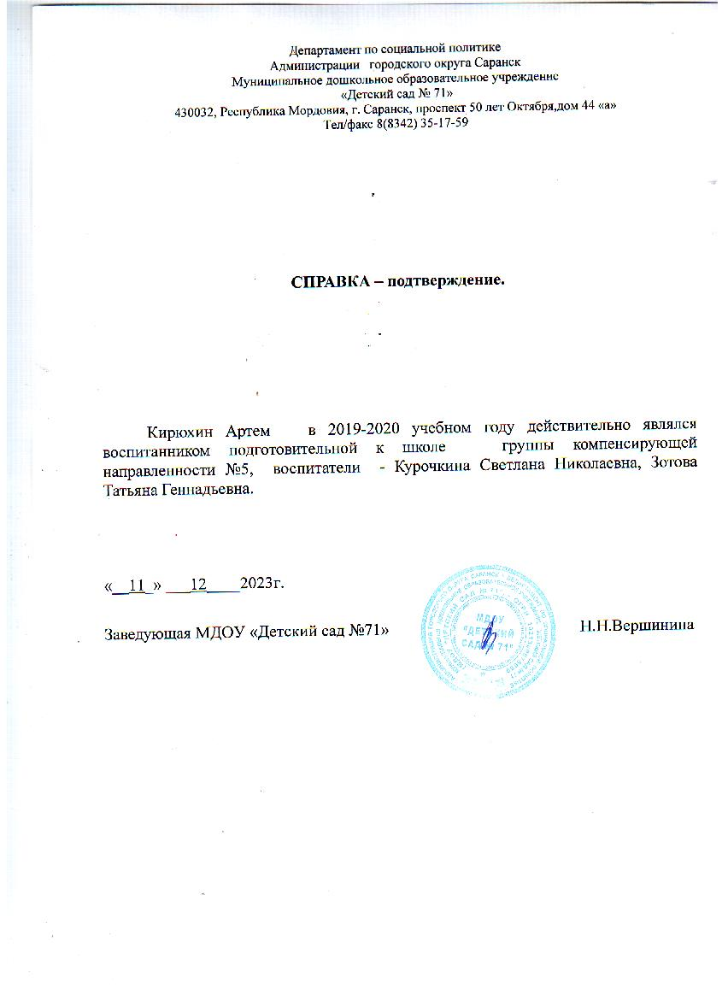 Департамент по социальной политике
Администрации городского округа Саранск
Муниципальное дошкольное образовательное учреждение
«Детский сад № 71»
430032, Республика Мордовия, г. Саранск, проспект 50 лет Октября,дом 44 «а»
Тел/факс 8(8342) 35-17-59
СПРАВКА – подтверждение.
Кирюхин Артем в 2019-2020 учебном году действительно являлся
воспитанником подготовительной к школе группы компенсирующей
направленности №5, воспитатели - Курочкина Светлана Николаевна, Зотова
Татьяна Геннадьевна.
«__11_» ___12____2023г.
Заведующая МДОУ «Детский сад №71»
МДОУ
"ДЕТСКИЙ
САД № 71"
Н.Н.Вершинина